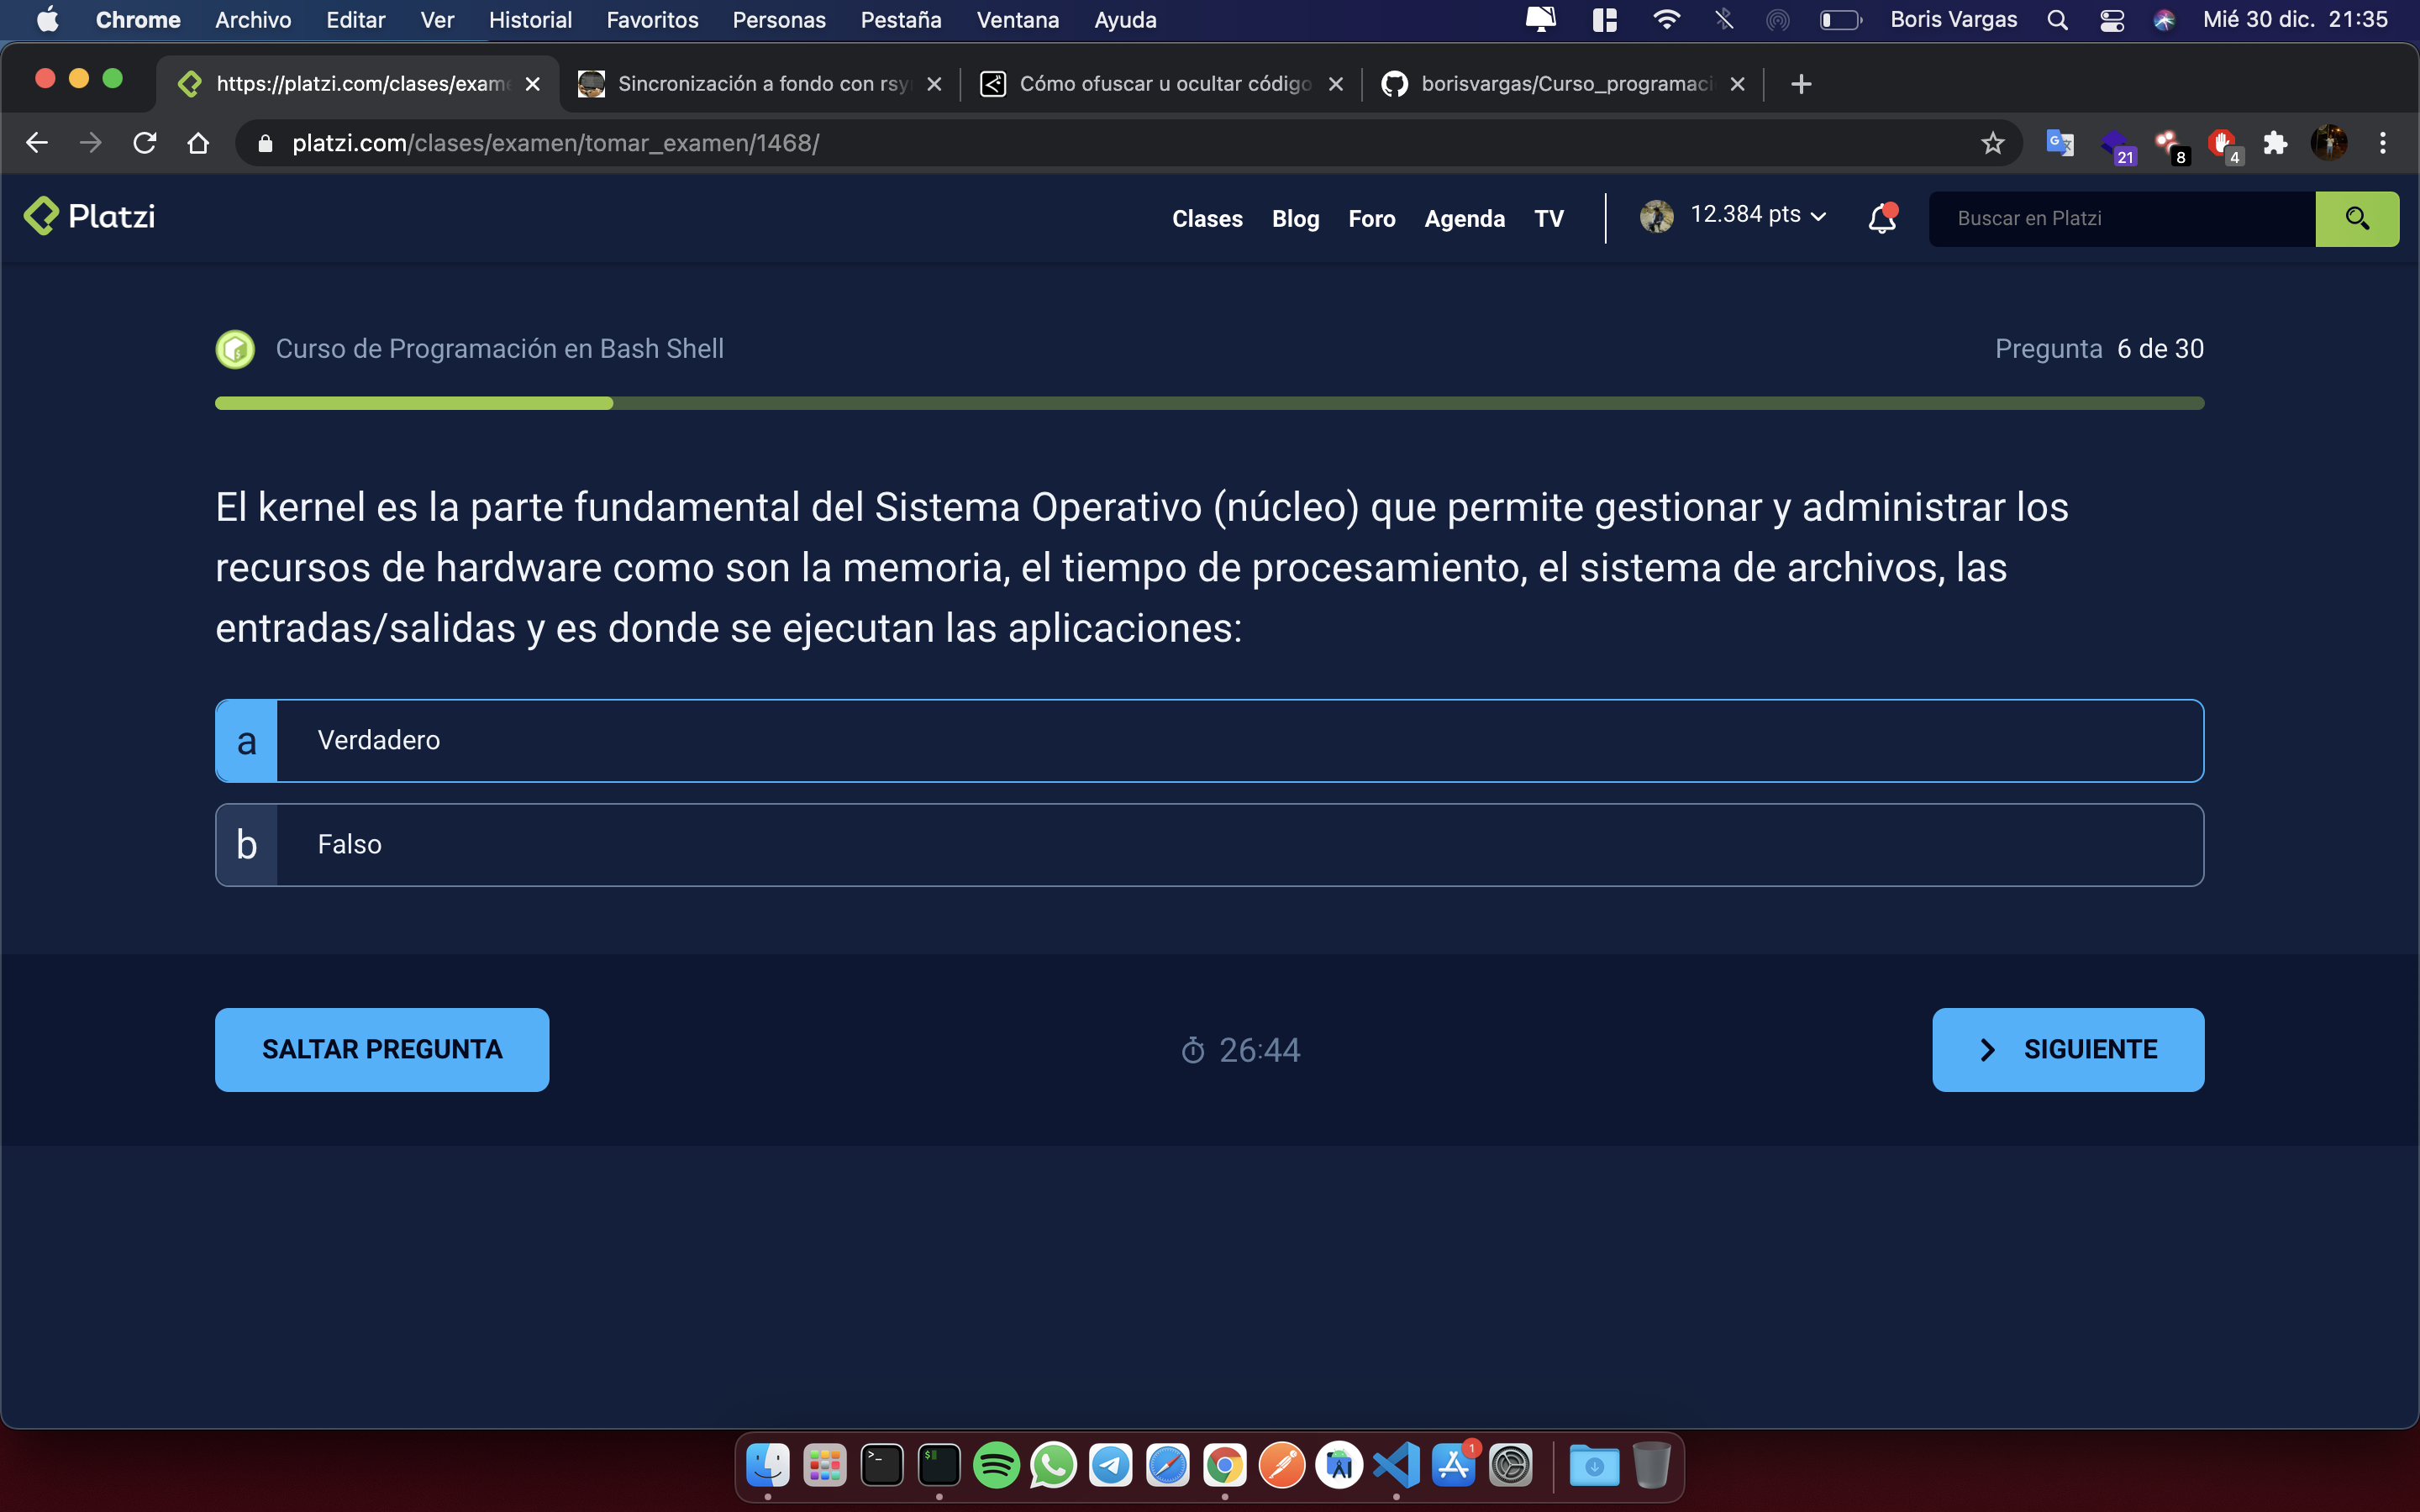 Chrome Archivo Editar Ver Historial Favoritos Personas Pestaña Ventana Ayuda Boris Vargas Mié 30 dic. 21:35
https://platzi.com/clases/exame Sincronización a fondo con rsy Cómo ofuscar u ocultar código borisvargas/Curso_programaci
platzi.com/clases/examen/tomar_examen/1468/ 21 8 4
Platzi Clases Blog Foro Agenda TV 12.384 pts Buscar en Platzi
Curso de Programación en Bash Shell Pregunta 6 de 30
El kernel es la parte fundamental del Sistema Operativo (núcleo) que permite gestionar y administrar los
recursos de hardware como son la memoria, el tiempo de procesamiento, el sistema de archivos, las
entradas/salidas y es donde se ejecutan las aplicaciones:
a Verdadero
b Falso
SALTAR PREGUNTA 26:44 SIGUIENTE
1